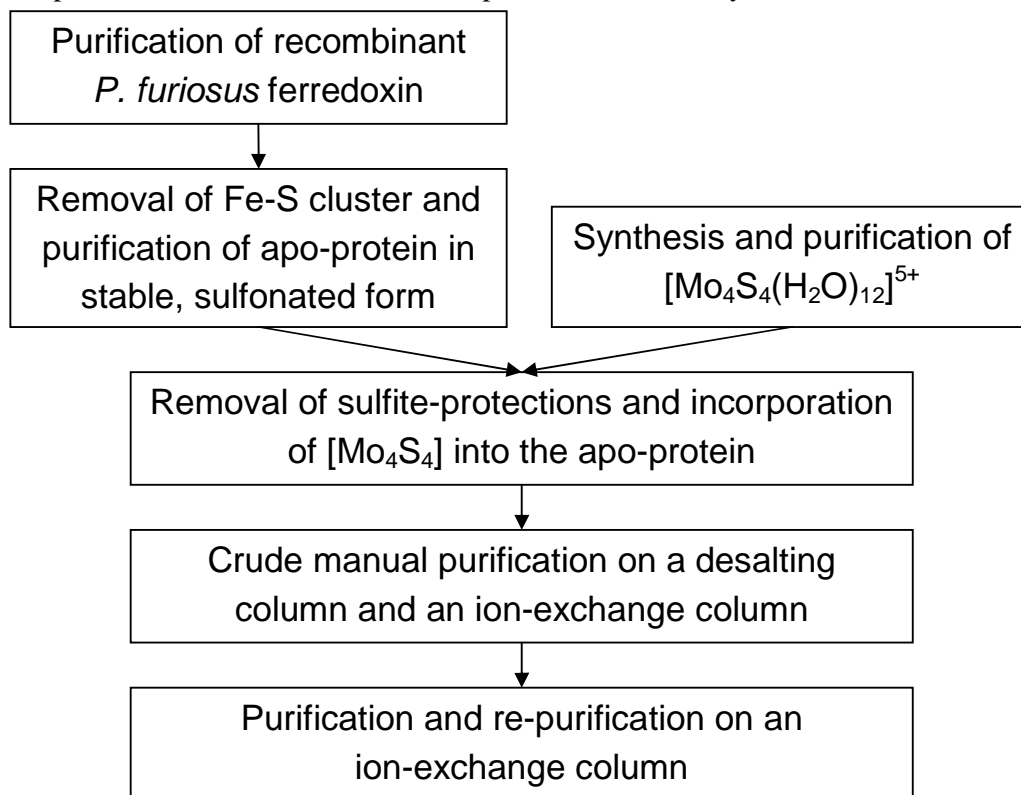 Purification of recombinant
P. furiosus ferredoxin
Removal of Fe-S cluster and
purification of apo-protein in
stable, sulfonated form
Synthesis and purification of
[Mo₄S₄(H₂O)₁₂]⁵⁺
Removal of sulfite-protections and incorporation
of [Mo₄S₄] into the apo-protein
Crude manual purification on a desalting
column and an ion-exchange column
Purification and re-purification on an
ion-exchange column